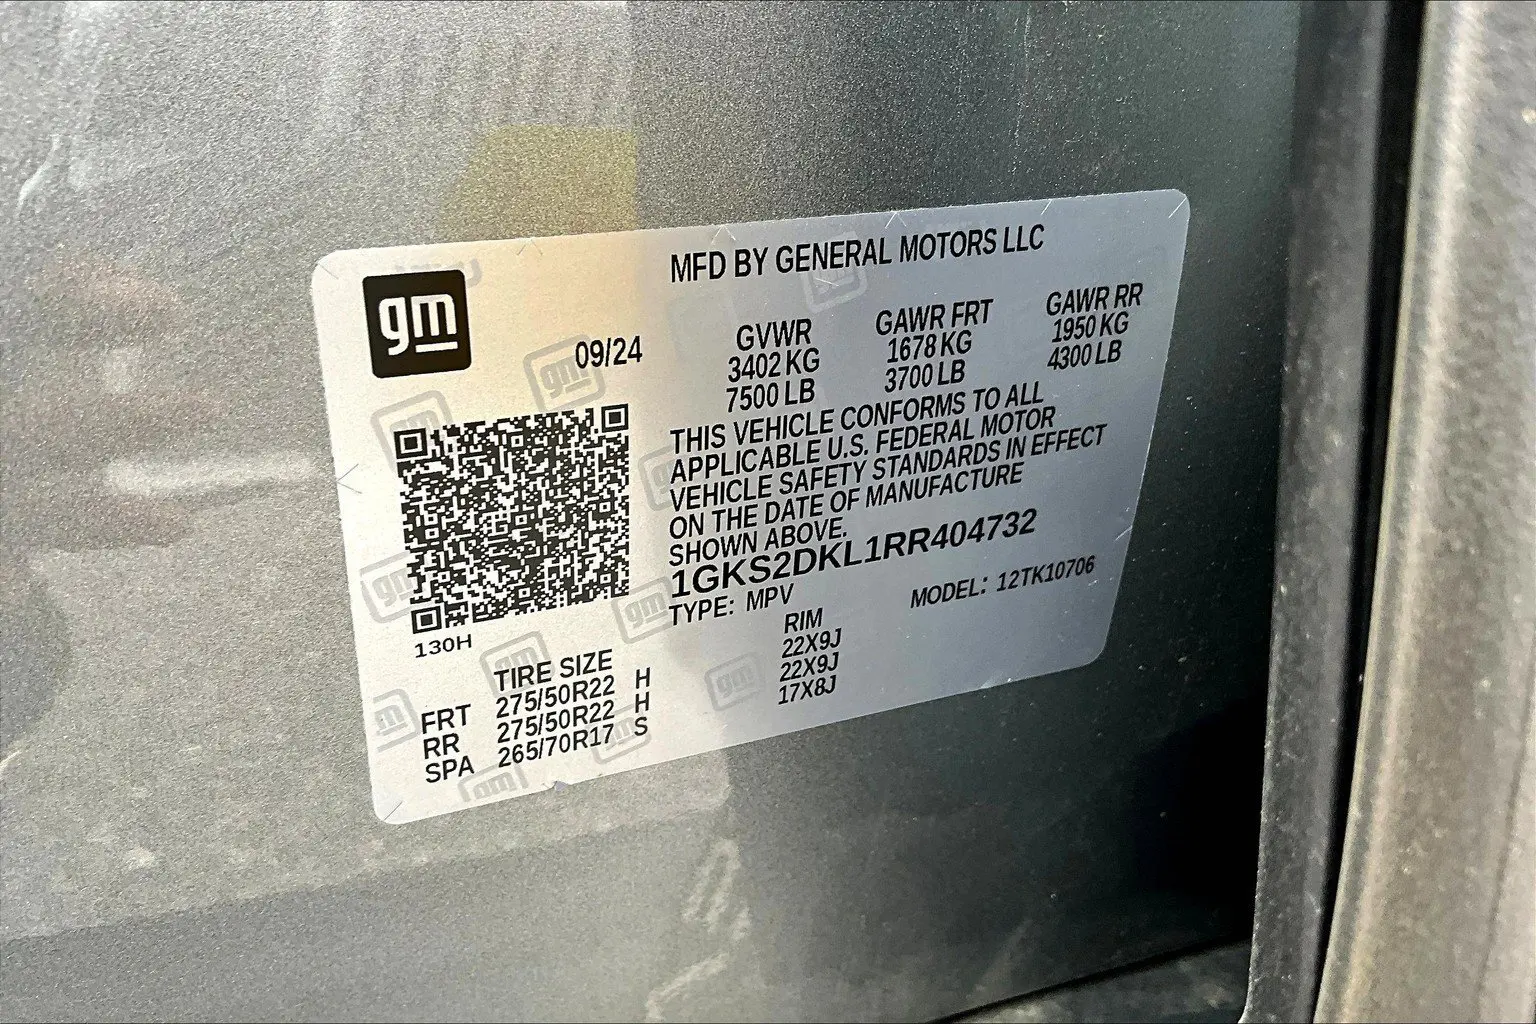 gm
MFD BY GENERAL MOTORS LLC
09/24
GVWR GAWR FRT GAWR RR
3402 KG 1678 KG 1950 KG
7500 LB 3700 LB 4300 LB
THIS VEHICLE CONFORMS TO ALL
APPLICABLE U.S. FEDERAL MOTOR
VEHICLE SAFETY STANDARDS IN EFFECT
ON THE DATE OF MANUFACTURE
SHOWN ABOVE.
1GKS2DKL1RR404732
TYPE: MPV MODEL: 12TK10706
130H
TIRE SIZE RIM
FRT 275/50R22 H 22X9J
RR 275/50R22 H 22X9J
SPA 265/70R17 S 17X8J